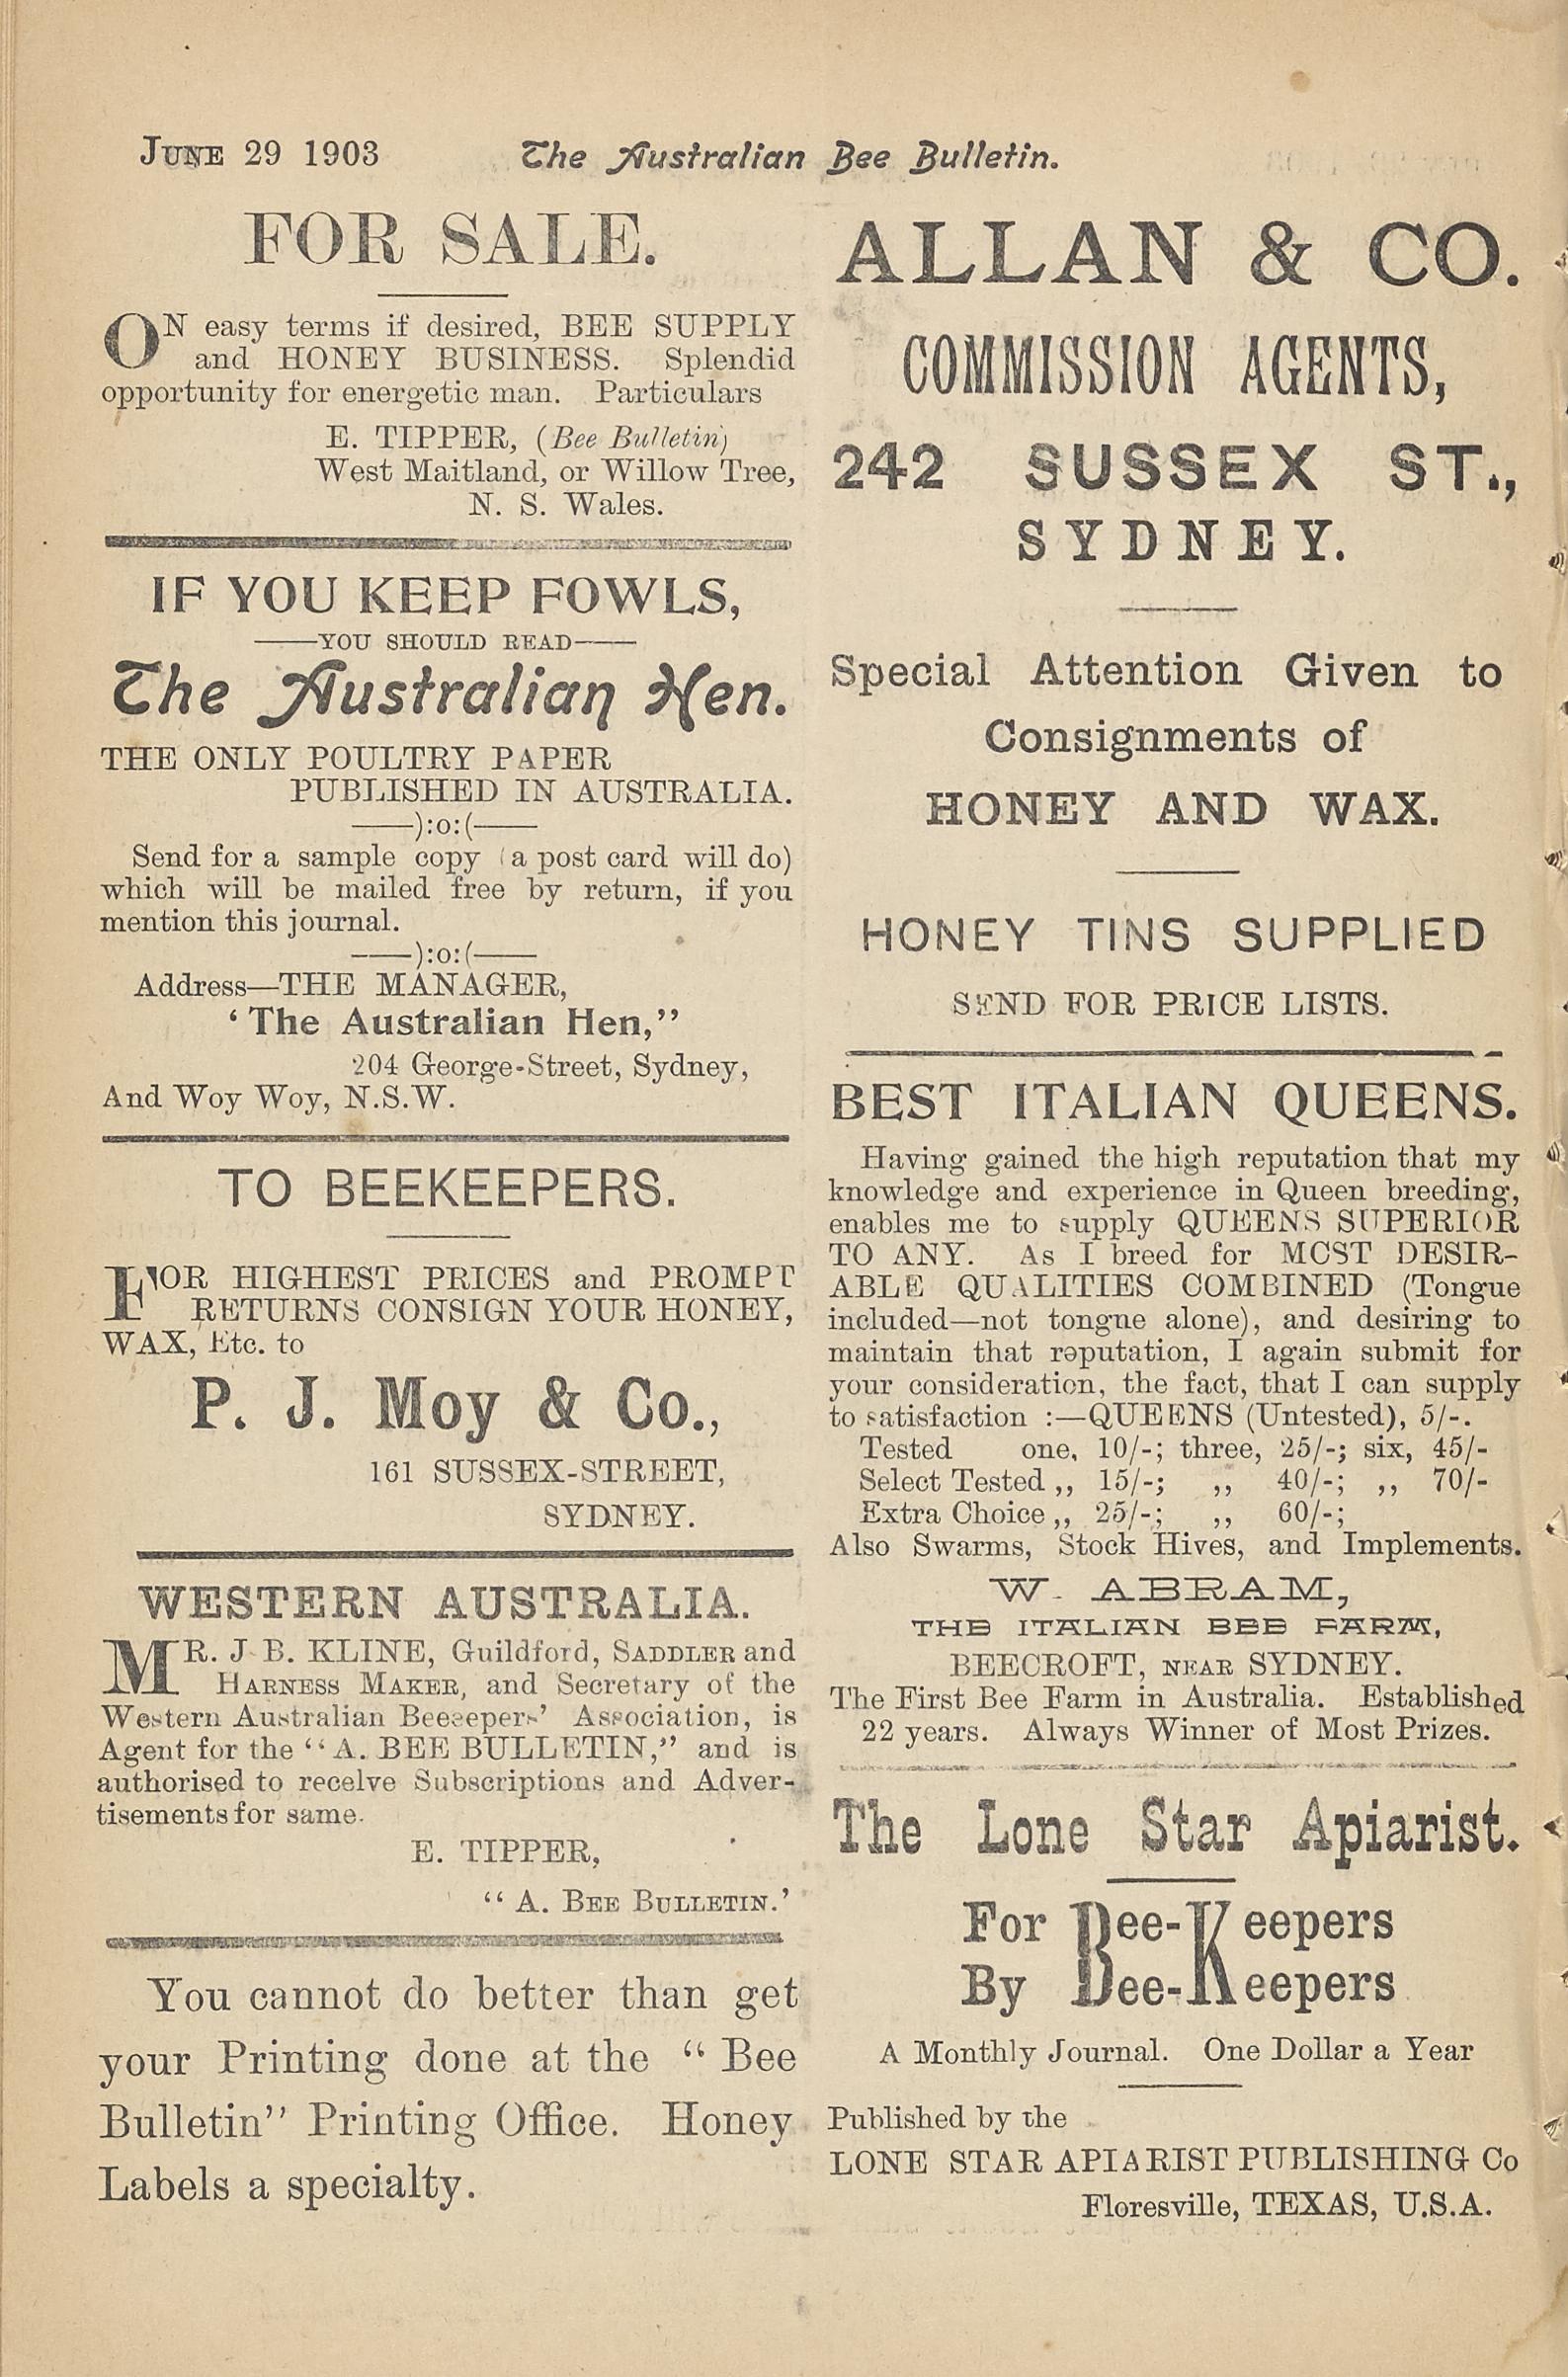 JUNE 29 1903 The Australian Bee Bulletin.
FOR SALE.
ON easy terms if desired, BEE SUPPLY
and HONEY BUSINESS. Splendid
opportunity for energetic man. Particulars
E. TIPPER, (Bee Bulletin)
West Maitland, or Willow Tree,
N. S. Wales.
IF YOU KEEP FOWLS,
——YOU SHOULD READ——
The Australian Hen.
THE ONLY POULTRY PAPER
PUBLISHED IN AUSTRALIA.
——):o:(——
Send for a sample copy (a post card will do)
which will be mailed free by return, if you
mention this journal.
——):o:(——
Address—THE MANAGER,
‘The Australian Hen,”
204 George-Street, Sydney,
And Woy Woy, N.S.W.
TO BEEKEEPERS.
FOR HIGHEST PRICES and PROMPT
RETURNS CONSIGN YOUR HONEY,
WAX, Etc. to
P. J. Moy & Co.,
161 SUSSEX-STREET,
SYDNEY.
WESTERN AUSTRALIA.
MR. J B. KLINE, Guildford, SADDLER and
HARNESS MAKER, and Secretary of the
Western Australian Beeeepers’ Association, is
Agent for the “A. BEE BULLETIN,” and is
authorised to receive Subscriptions and Adver-
tisements for same.
E. TIPPER,
“ A. BEE BULLETIN.’
You cannot do better than get
your Printing done at the “ Bee
Bulletin” Printing Office. Honey
Labels a specialty.
ALLAN & CO.
COMMISSION AGENTS,
242 SUSSEX ST.,
SYDNEY.
Special Attention Given to
Consignments of
HONEY AND WAX.
HONEY TINS SUPPLIED
SEND FOR PRICE LISTS.
BEST ITALIAN QUEENS.
Having gained the high reputation that my
knowledge and experience in Queen breeding,
enables me to supply QUEENS SUPERIOR
TO ANY. As I breed for MOST DESIR-
ABLE QUALITIES COMBINED (Tongue
included—not tongue alone), and desiring to
maintain that reputation, I again submit for
your consideration, the fact, that I can supply
to satisfaction :—QUEENS (Untested), 5/-.
Tested one, 10/-; three, 25/-; six, 45/-
Select Tested ,, 15/-; ,, 40/-; ,, 70/-
Extra Choice ,, 25/-; ,, 60/-;
Also Swarms, Stock Hives, and Implements.
W. ABRAM,
THE ITALIAN BEE FARM,
BEECROFT, NEAR SYDNEY.
The First Bee Farm in Australia. Established
22 years. Always Winner of Most Prizes.
The Lone Star Apiarist.
For Bee-Keepers
By Bee-Keepers
A Monthly Journal. One Dollar a Year
Published by the
LONE STAR APIARIST PUBLISHING Co
Floresville, TEXAS, U.S.A.